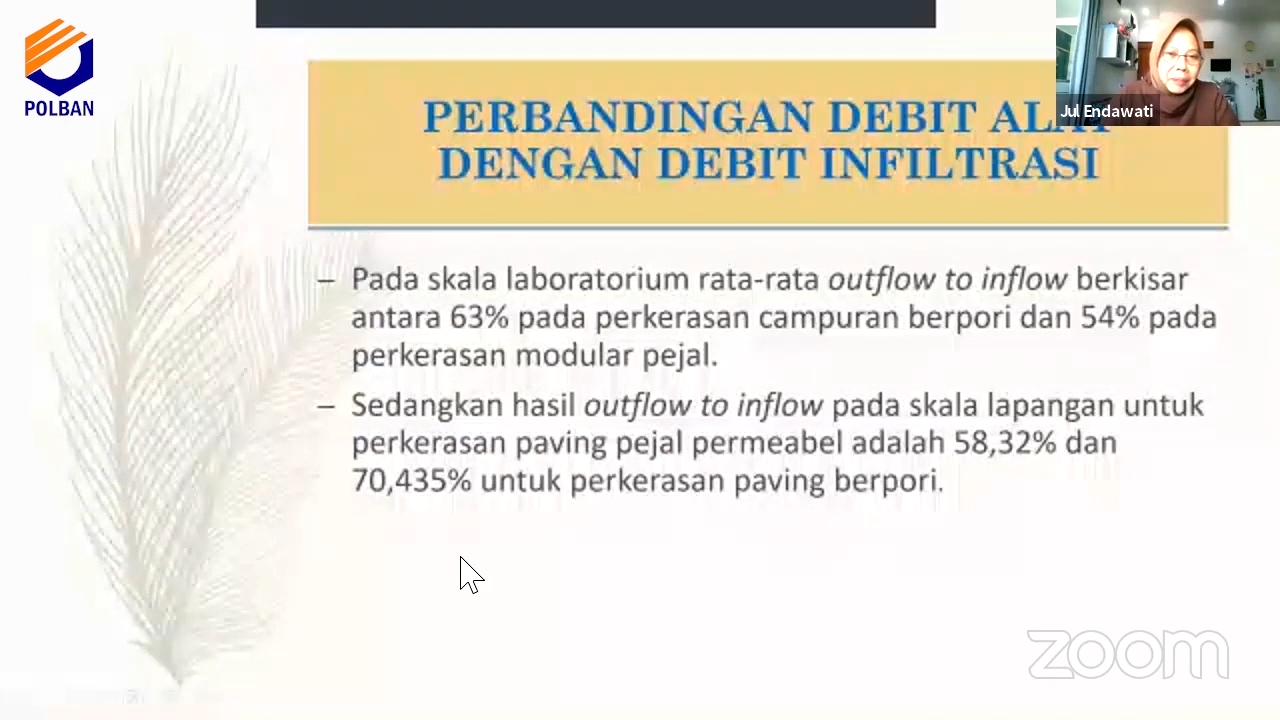 POLBAN
Jul Endawati
PERBANDINGAN DEBIT ALAT
DENGAN DEBIT INFILTRASI
– Pada skala laboratorium rata-rata outflow to inflow berkisar
antara 63% pada perkerasan campuran berpori dan 54% pada
perkerasan modular pejal.
– Sedangkan hasil outflow to inflow pada skala lapangan untuk
perkerasan paving pejal permeabel adalah 58,32% dan
70,435% untuk perkerasan paving berpori.
zoom